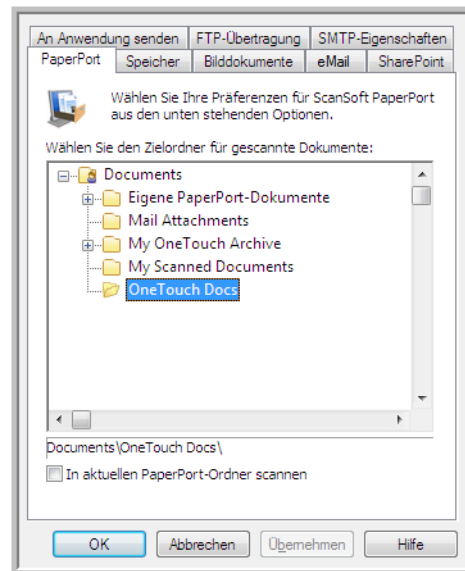 An Anwendung senden
FTP-Übertragung
SMTP-Eigenschaften
PaperPort
Speicher
Bilddokumente
eMail
SharePoint
Wählen Sie Ihre Präferenzen für ScanSoft PaperPort
aus den unten stehenden Optionen.
Wählen Sie den Zielordner für gescannte Dokumente:
Documents
Eigene PaperPort-Dokumente
Mail Attachments
My OneTouch Archive
My Scanned Documents
OneTouch Docs
Documents\OneTouch Docs\
In aktuellen PaperPort-Ordner scannen
OK
Abbrechen
Übernehmen
Hilfe